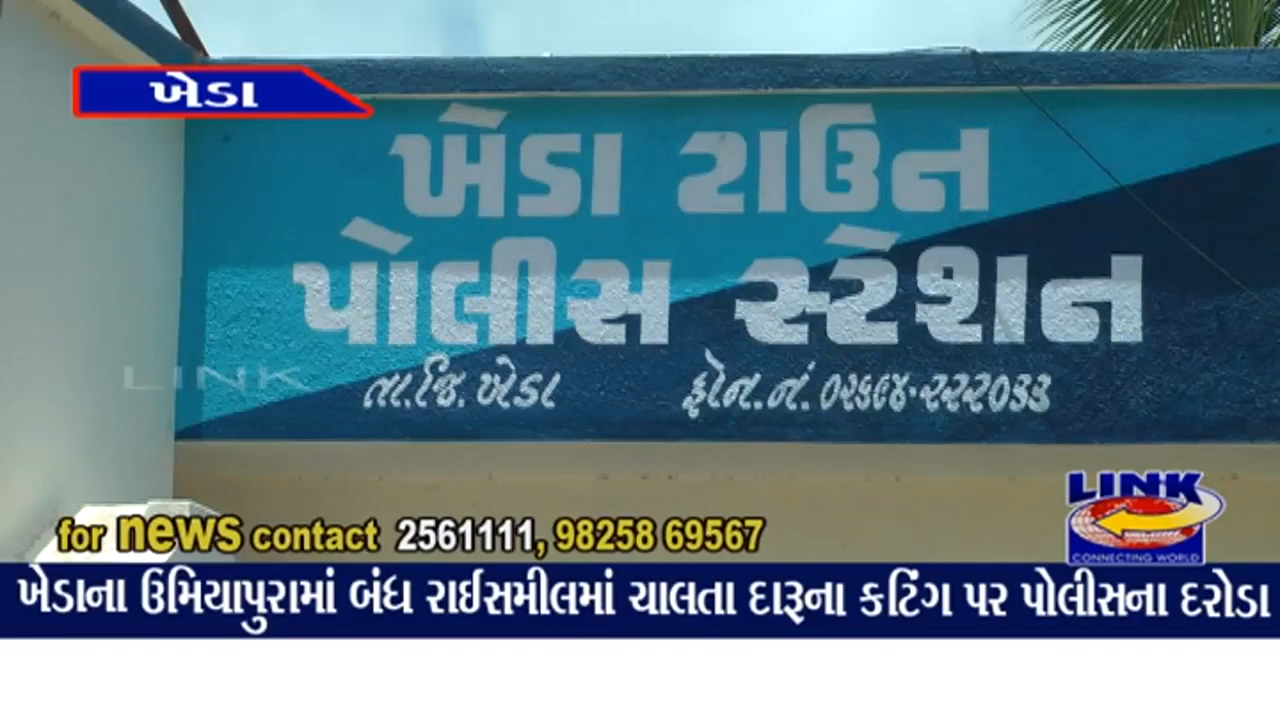 ખેડા
ખેડા ટાઉન
પોલીસ સ્ટેશન
તા.જિ.ખેડા ફોન.નં.૦૨૬૯૪-૨૨૨૦૩૩
LINK
for news contact 2561111, 98258 69567
LINK
CONNECTING WORLD
ખેડાના ઉંમિયાપુરામાં બંધ રાઈસમીલમાં ચાલતા દારૂના કટિંગ પર પોલીસના દરોડા